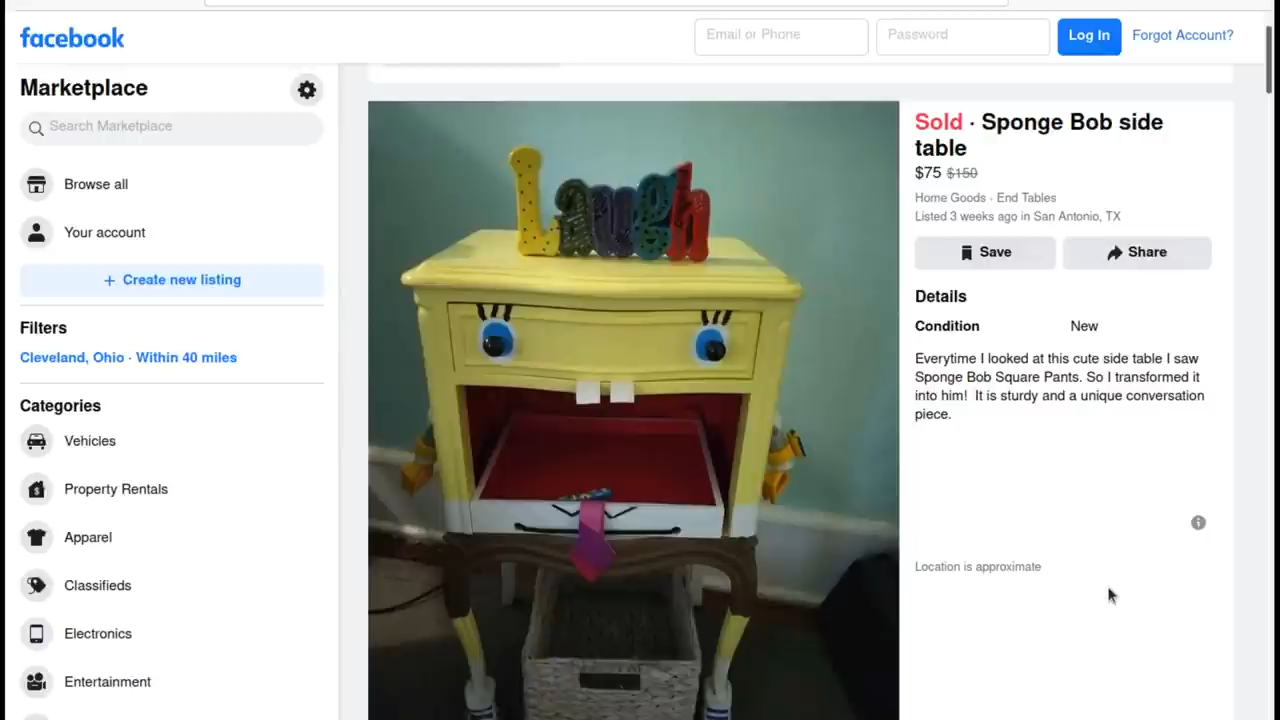 facebook
Email or Phone
Password
Log In
Forgot Account?
Marketplace
Search Marketplace
Browse all
Your account
+ Create new listing
Filters
Cleveland, Ohio · Within 40 miles
Categories
Vehicles
Property Rentals
Apparel
Classifieds
Electronics
Entertainment
Laugh
Sold · Sponge Bob side
table
$75 $150
Home Goods · End Tables
Listed 3 weeks ago in San Antonio, TX
Save
Share
Details
Condition New
Everytime I looked at this cute side table I saw
Sponge Bob Square Pants. So I transformed it
into him! It is sturdy and a unique conversation
piece.
Location is approximate